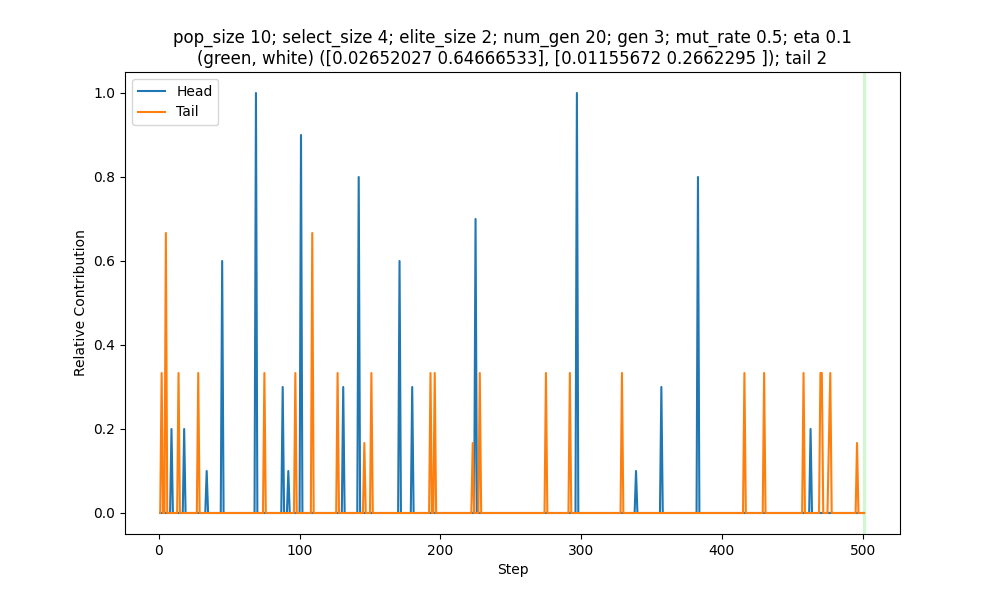 pop_size 10; select_size 4; elite_size 2; num_gen 20; gen 3; mut_rate 0.5; eta 0.1
(green, white) ([0.02652027 0.64666533], [0.01155672 0.2662295 ]); tail 2
Head
Tail
1.0
0.8
0.6
0.4
0.2
0.0
Relative Contribution
0
100
200
300
400
500
Step